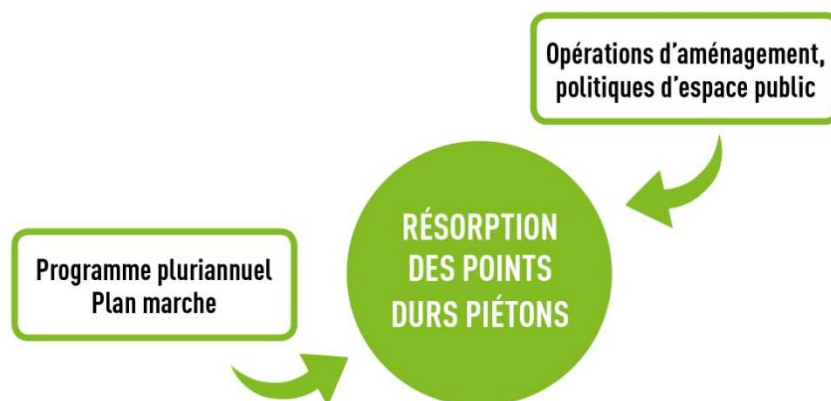 Opérations d'aménagement,
politiques d'espace public
RÉSORPTION
DES POINTS
DURS PIÉTONS
Programme pluriannuel
Plan marche